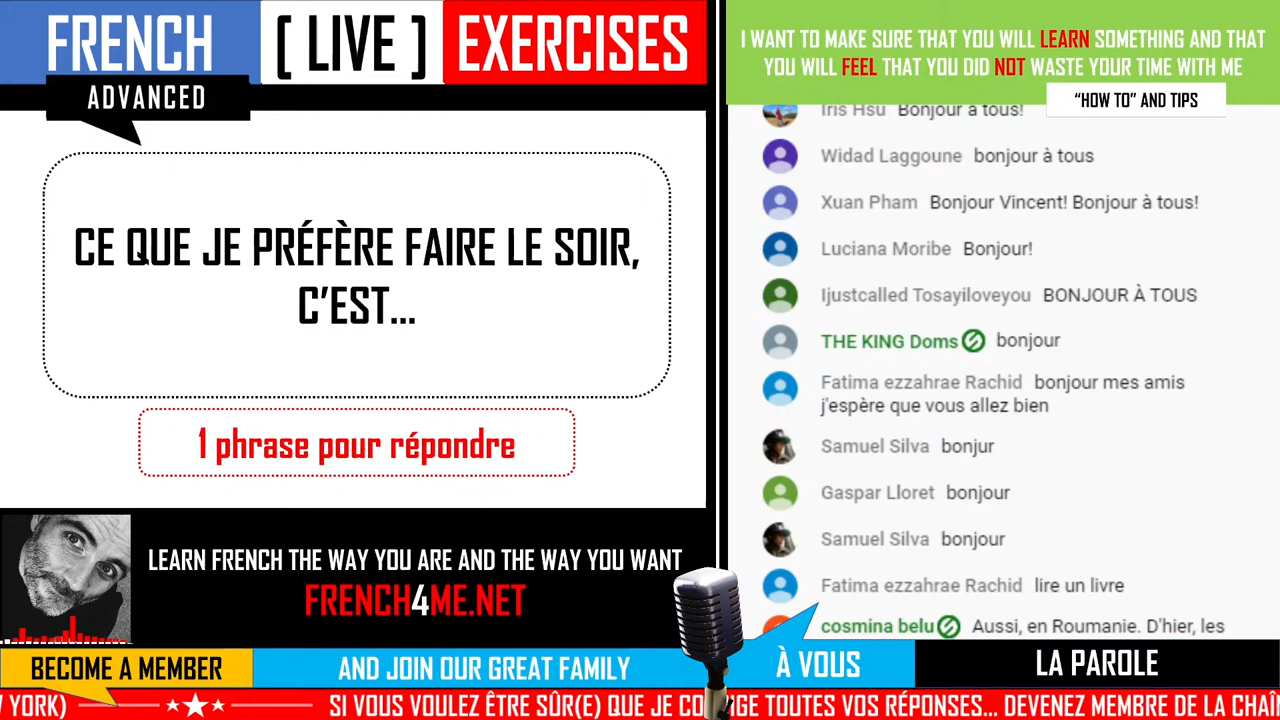 FRENCH [ LIVE ] EXERCISES
ADVANCED
CE QUE JE PRÉFÈRE FAIRE LE SOIR,
C'EST...
1 phrase pour répondre
LEARN FRENCH THE WAY YOU ARE AND THE WAY YOU WANT
FRENCH4ME.NET
I WANT TO MAKE SURE THAT YOU WILL LEARN SOMETHING AND THAT
YOU WILL FEEL THAT YOU DID NOT WASTE YOUR TIME WITH ME
"HOW TO" AND TIPS
Iris Hsu Bonjour à tous!
Widad Laggoune bonjour à tous
Xuan Pham Bonjour Vincent! Bonjour à tous!
Luciana Moribe Bonjour!
Ijustcalled Tosayiloveyou BONJOUR À TOUS
THE KING Doms bonjour
Fatima ezzahrae Rachid bonjour mes amis
j'espère que vous allez bien
Samuel Silva bonjur
Gaspar Lloret bonjour
Samuel Silva bonjour
Fatima ezzahrae Rachid lire un livre
cosmina belu Aussi, en Roumanie. D'hier, les
BECOME A MEMBER AND JOIN OUR GREAT FAMILY À VOUS LA PAROLE
YORK) SI VOUS VOULEZ ÊTRE SÛR(E) QUE JE TOUTES VOS RÉPONSES... DEVENEZ MEMBRE DE LA